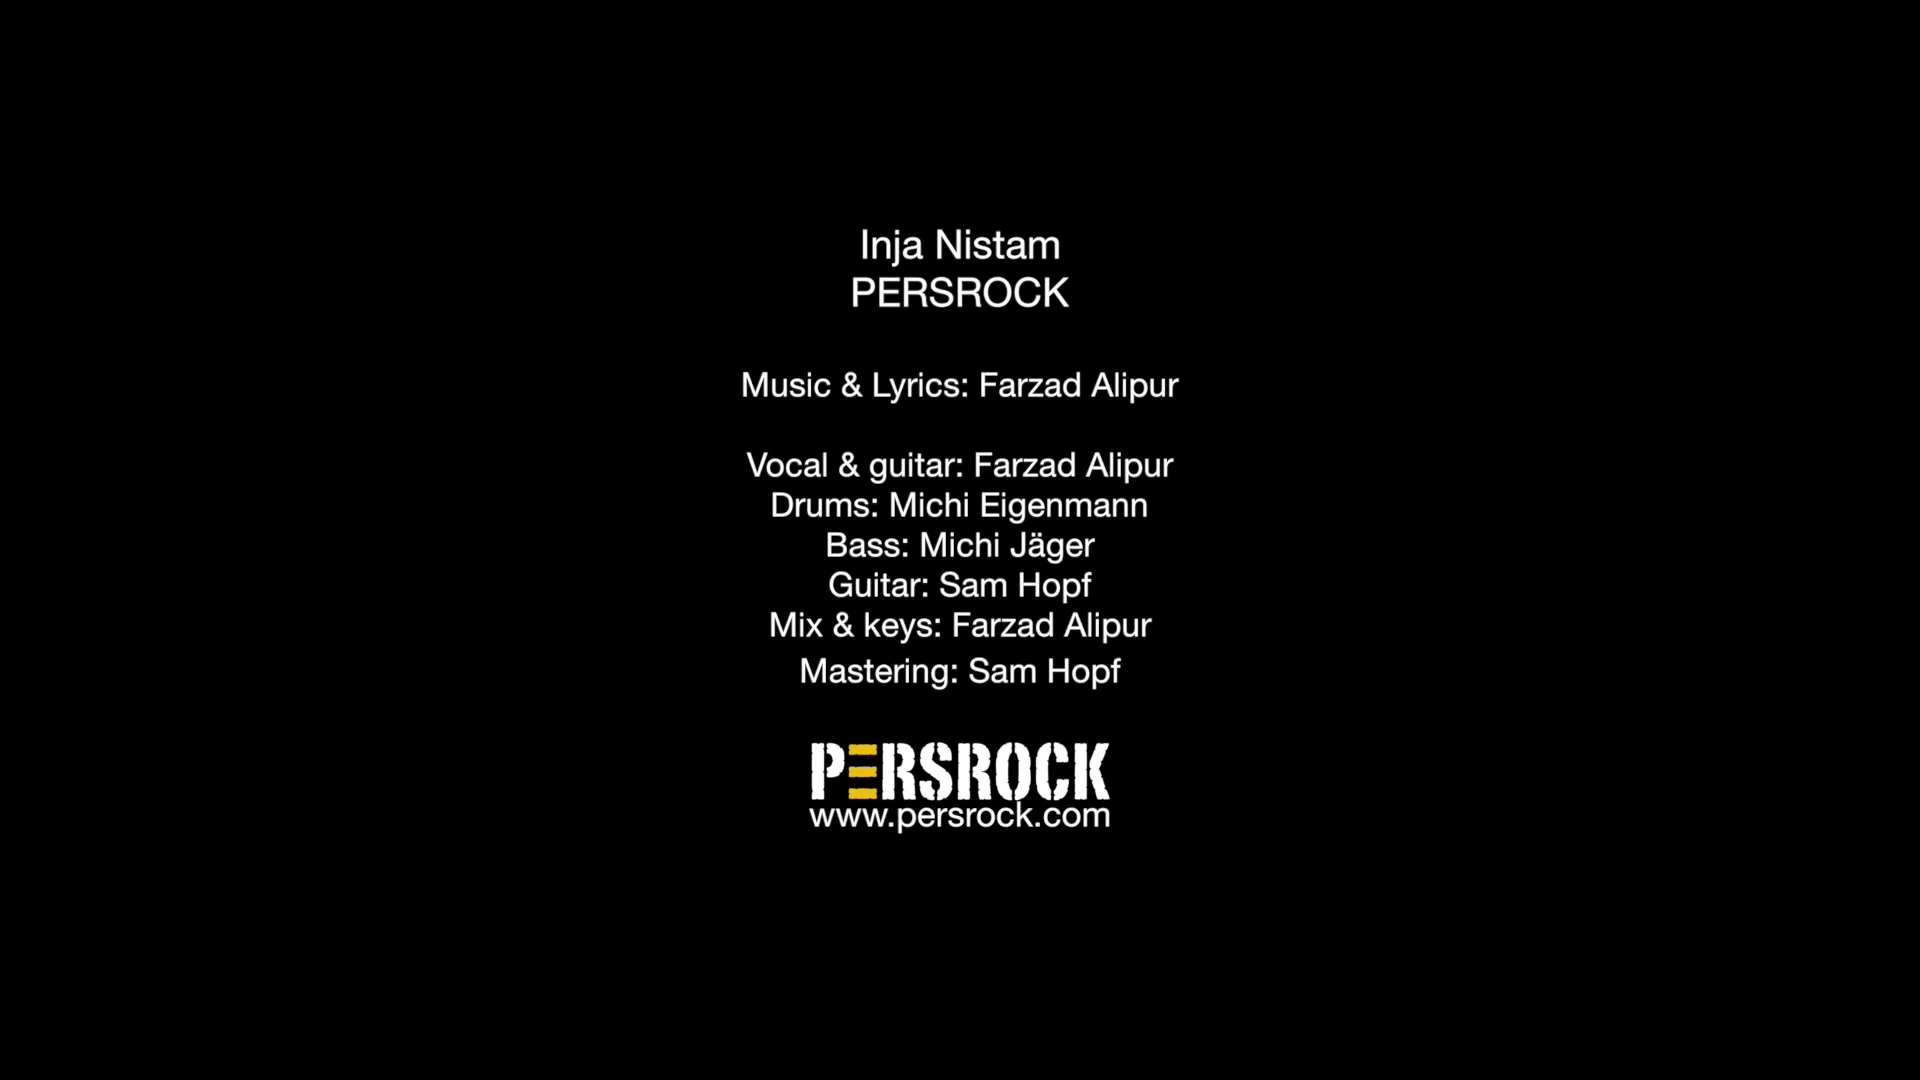 Inja Nistam
PERSROCK
Music & Lyrics: Farzad Alipur
Vocal & guitar: Farzad Alipur
Drums: Michi Eigenmann
Bass: Michi Jäger
Guitar: Sam Hopf
Mix & keys: Farzad Alipur
Mastering: Sam Hopf
PERSROCK
www.persrock.com